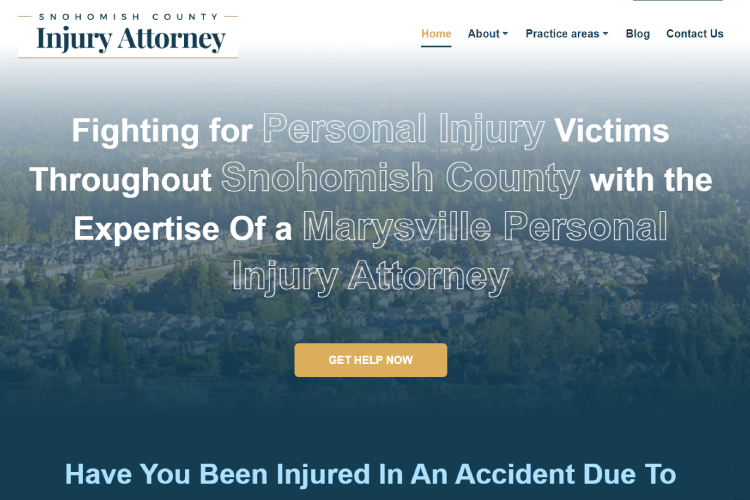 SNOHOMISH COUNTY
Injury Attorney
Home About Practice areas Blog Contact Us
Fighting for Personal Injury Victims
Throughout Snohomish County with the
Expertise Of a Marysville Personal
Injury Attorney
GET HELP NOW
Have You Been Injured In An Accident Due To